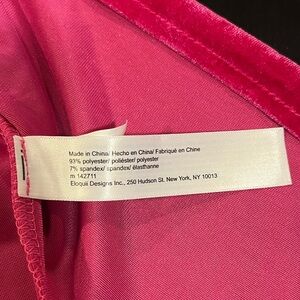 Made in China/ Hecho en China/ Fabriqué en Chine
93% polyester/ poliéster/ polyester
7% spandex/ spandex/ élasthanne
m 142711
Eloquii Designs Inc., 250 Hudson St. New York, NY 10013